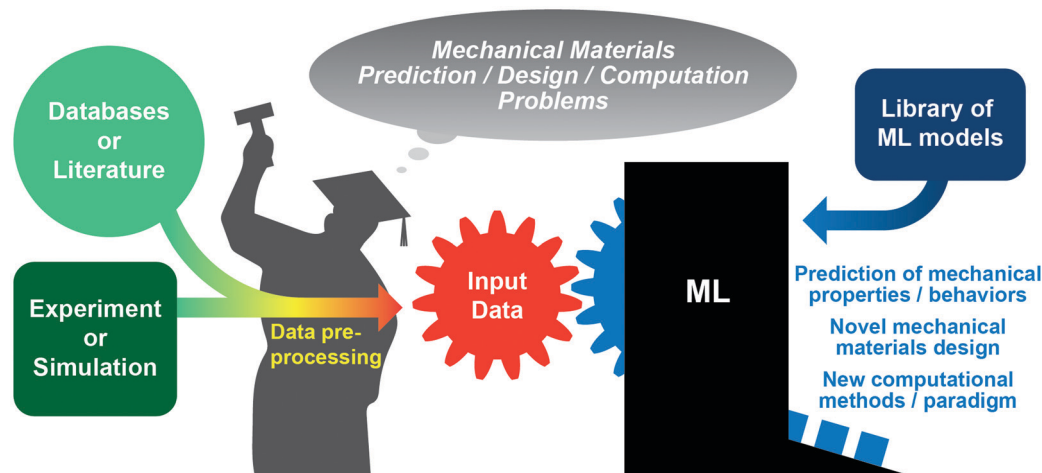 Mechanical Materials
Prediction / Design / Computation
Problems
Databases
or
Literature
Experiment
or
Simulation
Data pre-
processing
Input
Data
ML
Library of
ML models
Prediction of mechanical
properties / behaviors
Novel mechanical
materials design
New computational
methods / paradigm